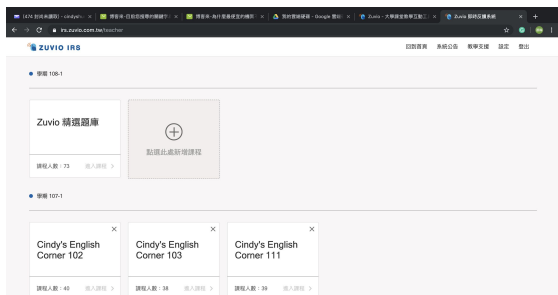 irs.zuvio.com.tw/teacher
ZUVIO IRS
回到首頁 系統公告 教學支援 設定 登出
學期 108-1
Zuvio 精選題庫
課程人數：73 進入課程 >
點選此處新增課程
學期 107-1
Cindy's English Corner 102
課程人數：40 進入課程 >
Cindy's English Corner 103
課程人數：38 進入課程 >
Cindy's English Corner 111
課程人數：39 進入課程 >